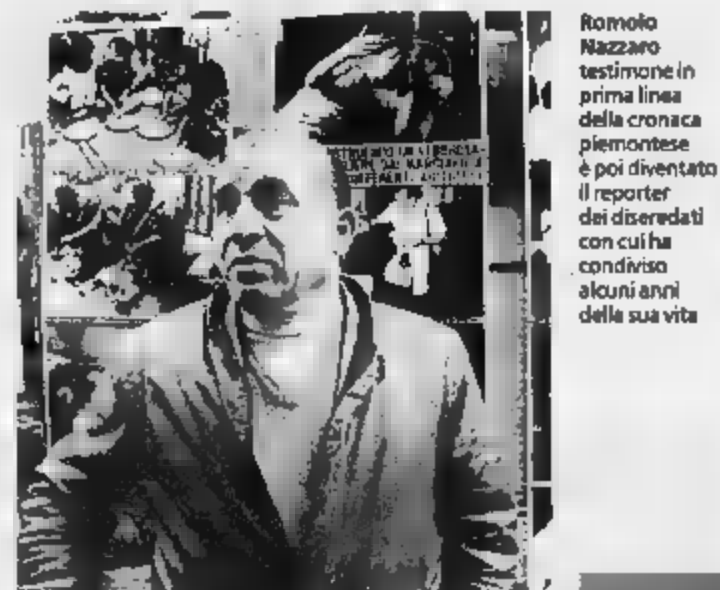 Romolo
Nazzaro
testimone in
prima linea
della cronaca
piemontese
è poi diventato
il reporter
dei diseredati
con cui ha
condiviso
alcuni anni
della sua vita